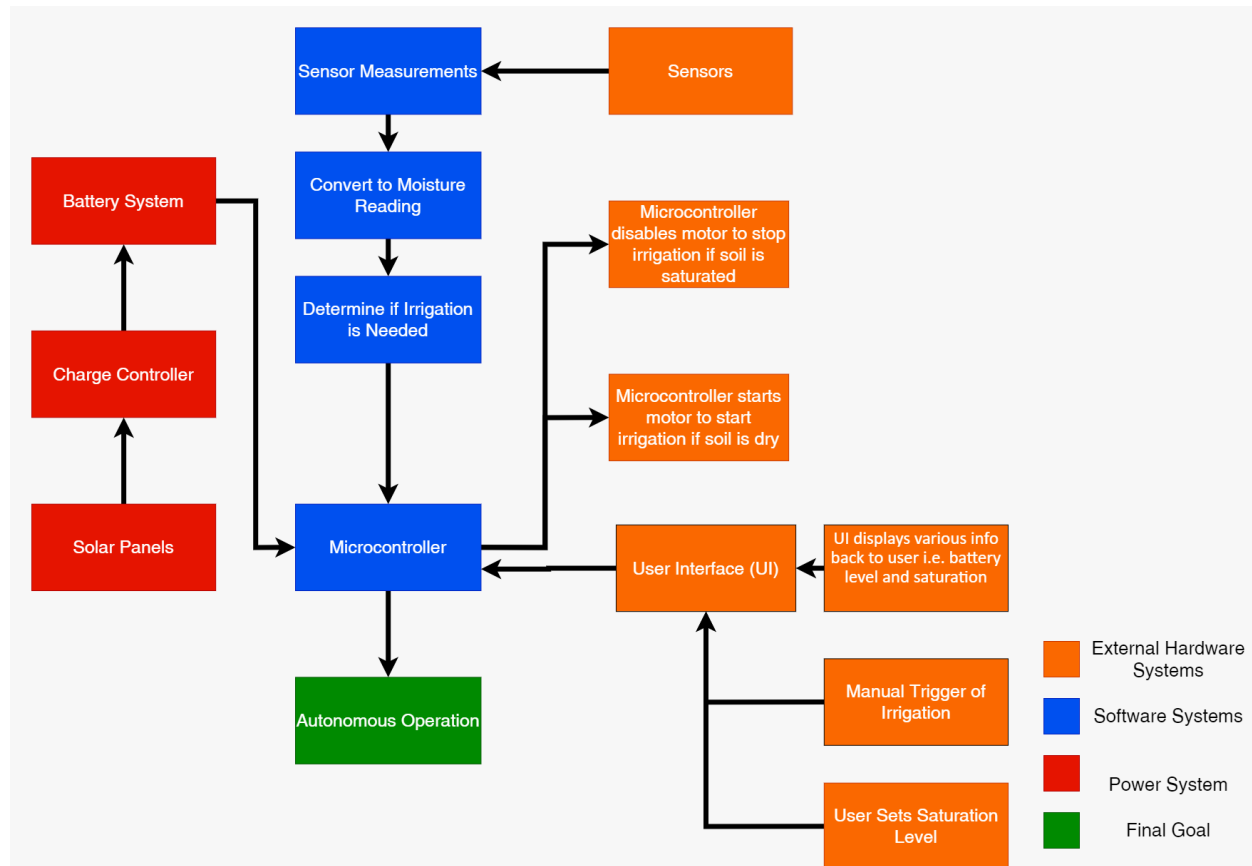 Sensor Measurements
Sensors
Convert to Moisture
Reading
Battery System
Microcontroller
disables motor to stop
irrigation if soil is
saturated
Determine if Irrigation
is Needed
Charge Controller
Microcontroller starts
motor to start
irrigation if soil is dry
Solar Panels
Microcontroller
User Interface (UI)
UI displays various info
back to user i.e. battery
level and saturation
Autonomous Operation
Manual Trigger of
Irrigation
User Sets Saturation
Level
External Hardware
Systems
Software Systems
Power System
Final Goal